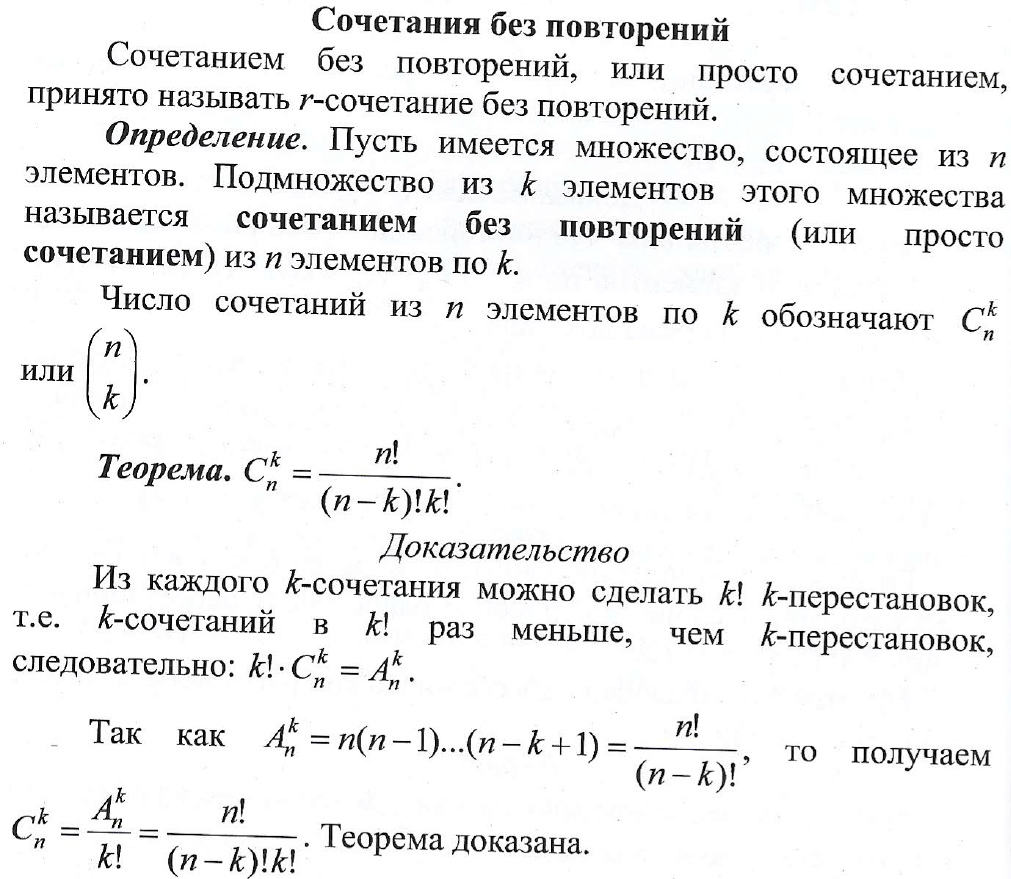 Сочетания без повторений
Сочетанием без повторений, или просто сочетанием,
принято называть r-сочетание без повторений.
Определение. Пусть имеется множество, состоящее из n
элементов. Подмножество из k элементов этого множества
называется сочетанием без повторений (или просто
сочетанием) из n элементов по k.
Число сочетаний из n элементов по k обозначают $C_n^k$
или $\binom{n}{k}$.
Теорема. $C_n^k = \frac{n!}{(n-k)!k!}$.
Доказательство
Из каждого k-сочетания можно сделать k! k-перестановок,
т.е. k-сочетаний в k! раз меньше, чем k-перестановок,
следовательно: $k! \cdot C_n^k = A_n^k$.
Так как $A_n^k = n(n-1)...(n-k+1) = \frac{n!}{(n-k)!}$, то получаем
$C_n^k = \frac{A_n^k}{k!} = \frac{n!}{(n-k)!k!}$. Теорема доказана.